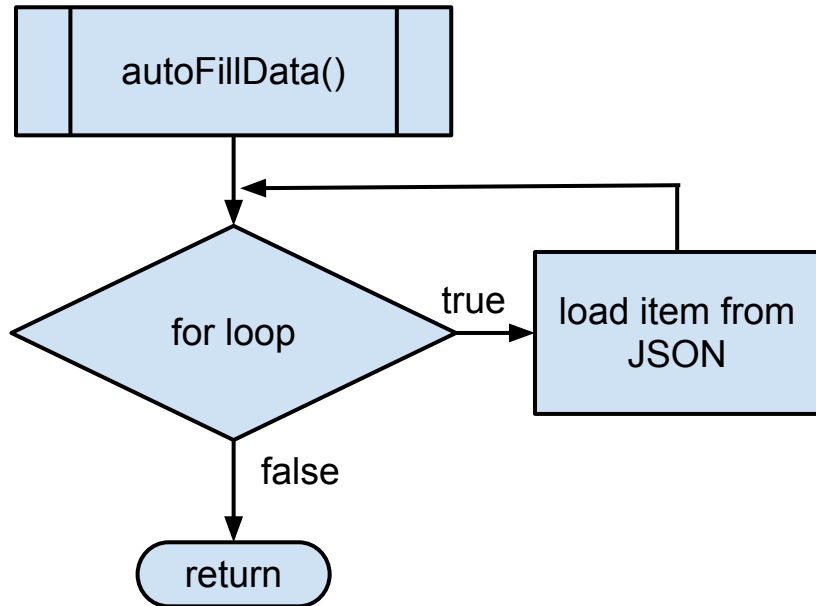 autoFillData()
for loop
true
load item from
JSON
false
return